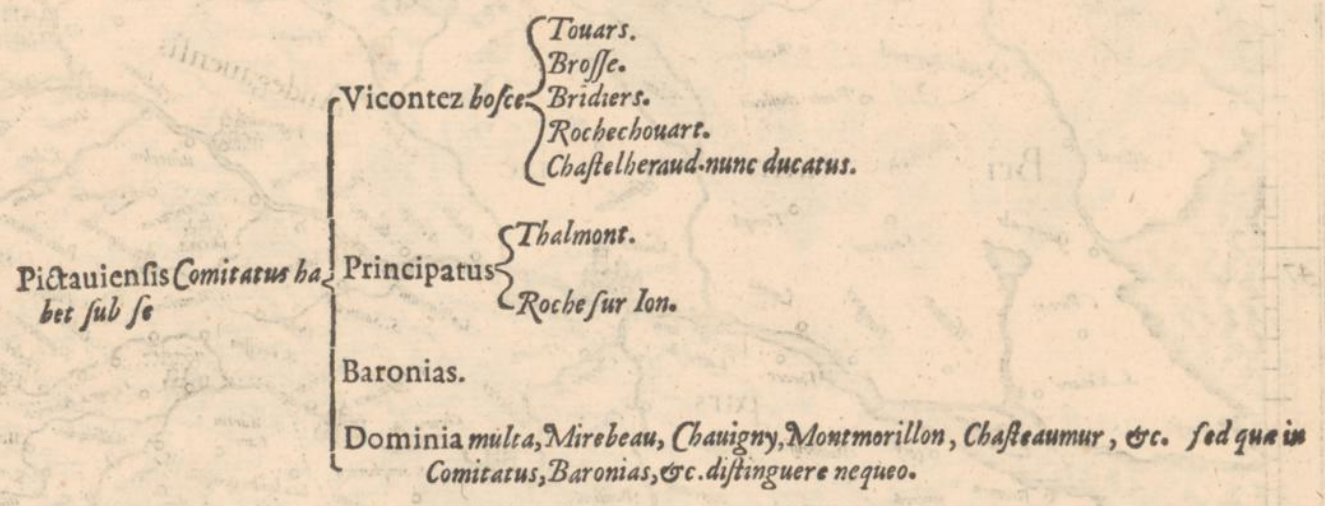 Touars.
Broſſe.
Vicontez hoſce
Bridiers.
Rochechouart.
Chaſtelheraud. nunc ducatus.
Thalmont.
Pictauienſis Comitatus ha
bet ſub ſe
Principatus
Roche ſur Ion.
Baronias.
Dominia multa, Mirebeau, Chauigny, Montmorillon, Chaſteaumur, &c. ſed quæ in
Comitatus, Baronias, &c. diſtinguere nequeo.